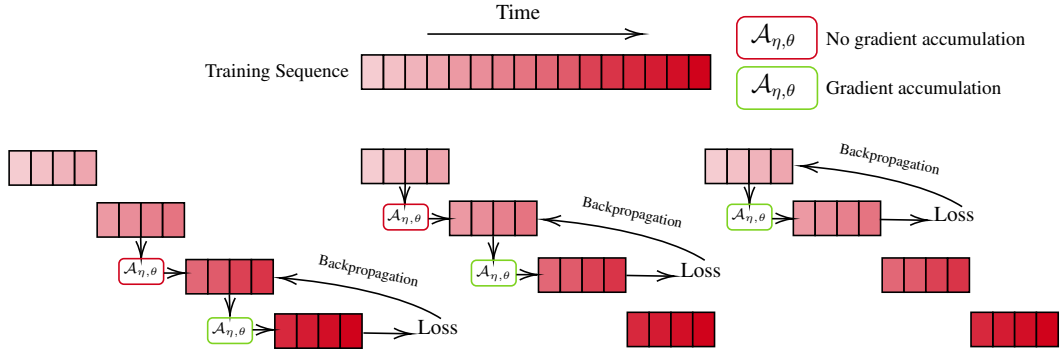 Time
Training Sequence
𝒜η,θ No gradient accumulation
𝒜η,θ Gradient accumulation
𝒜η,θ
𝒜η,θ
Backpropagation
Loss
𝒜η,θ
𝒜η,θ
Backpropagation
Loss
𝒜η,θ
Backpropagation
Loss